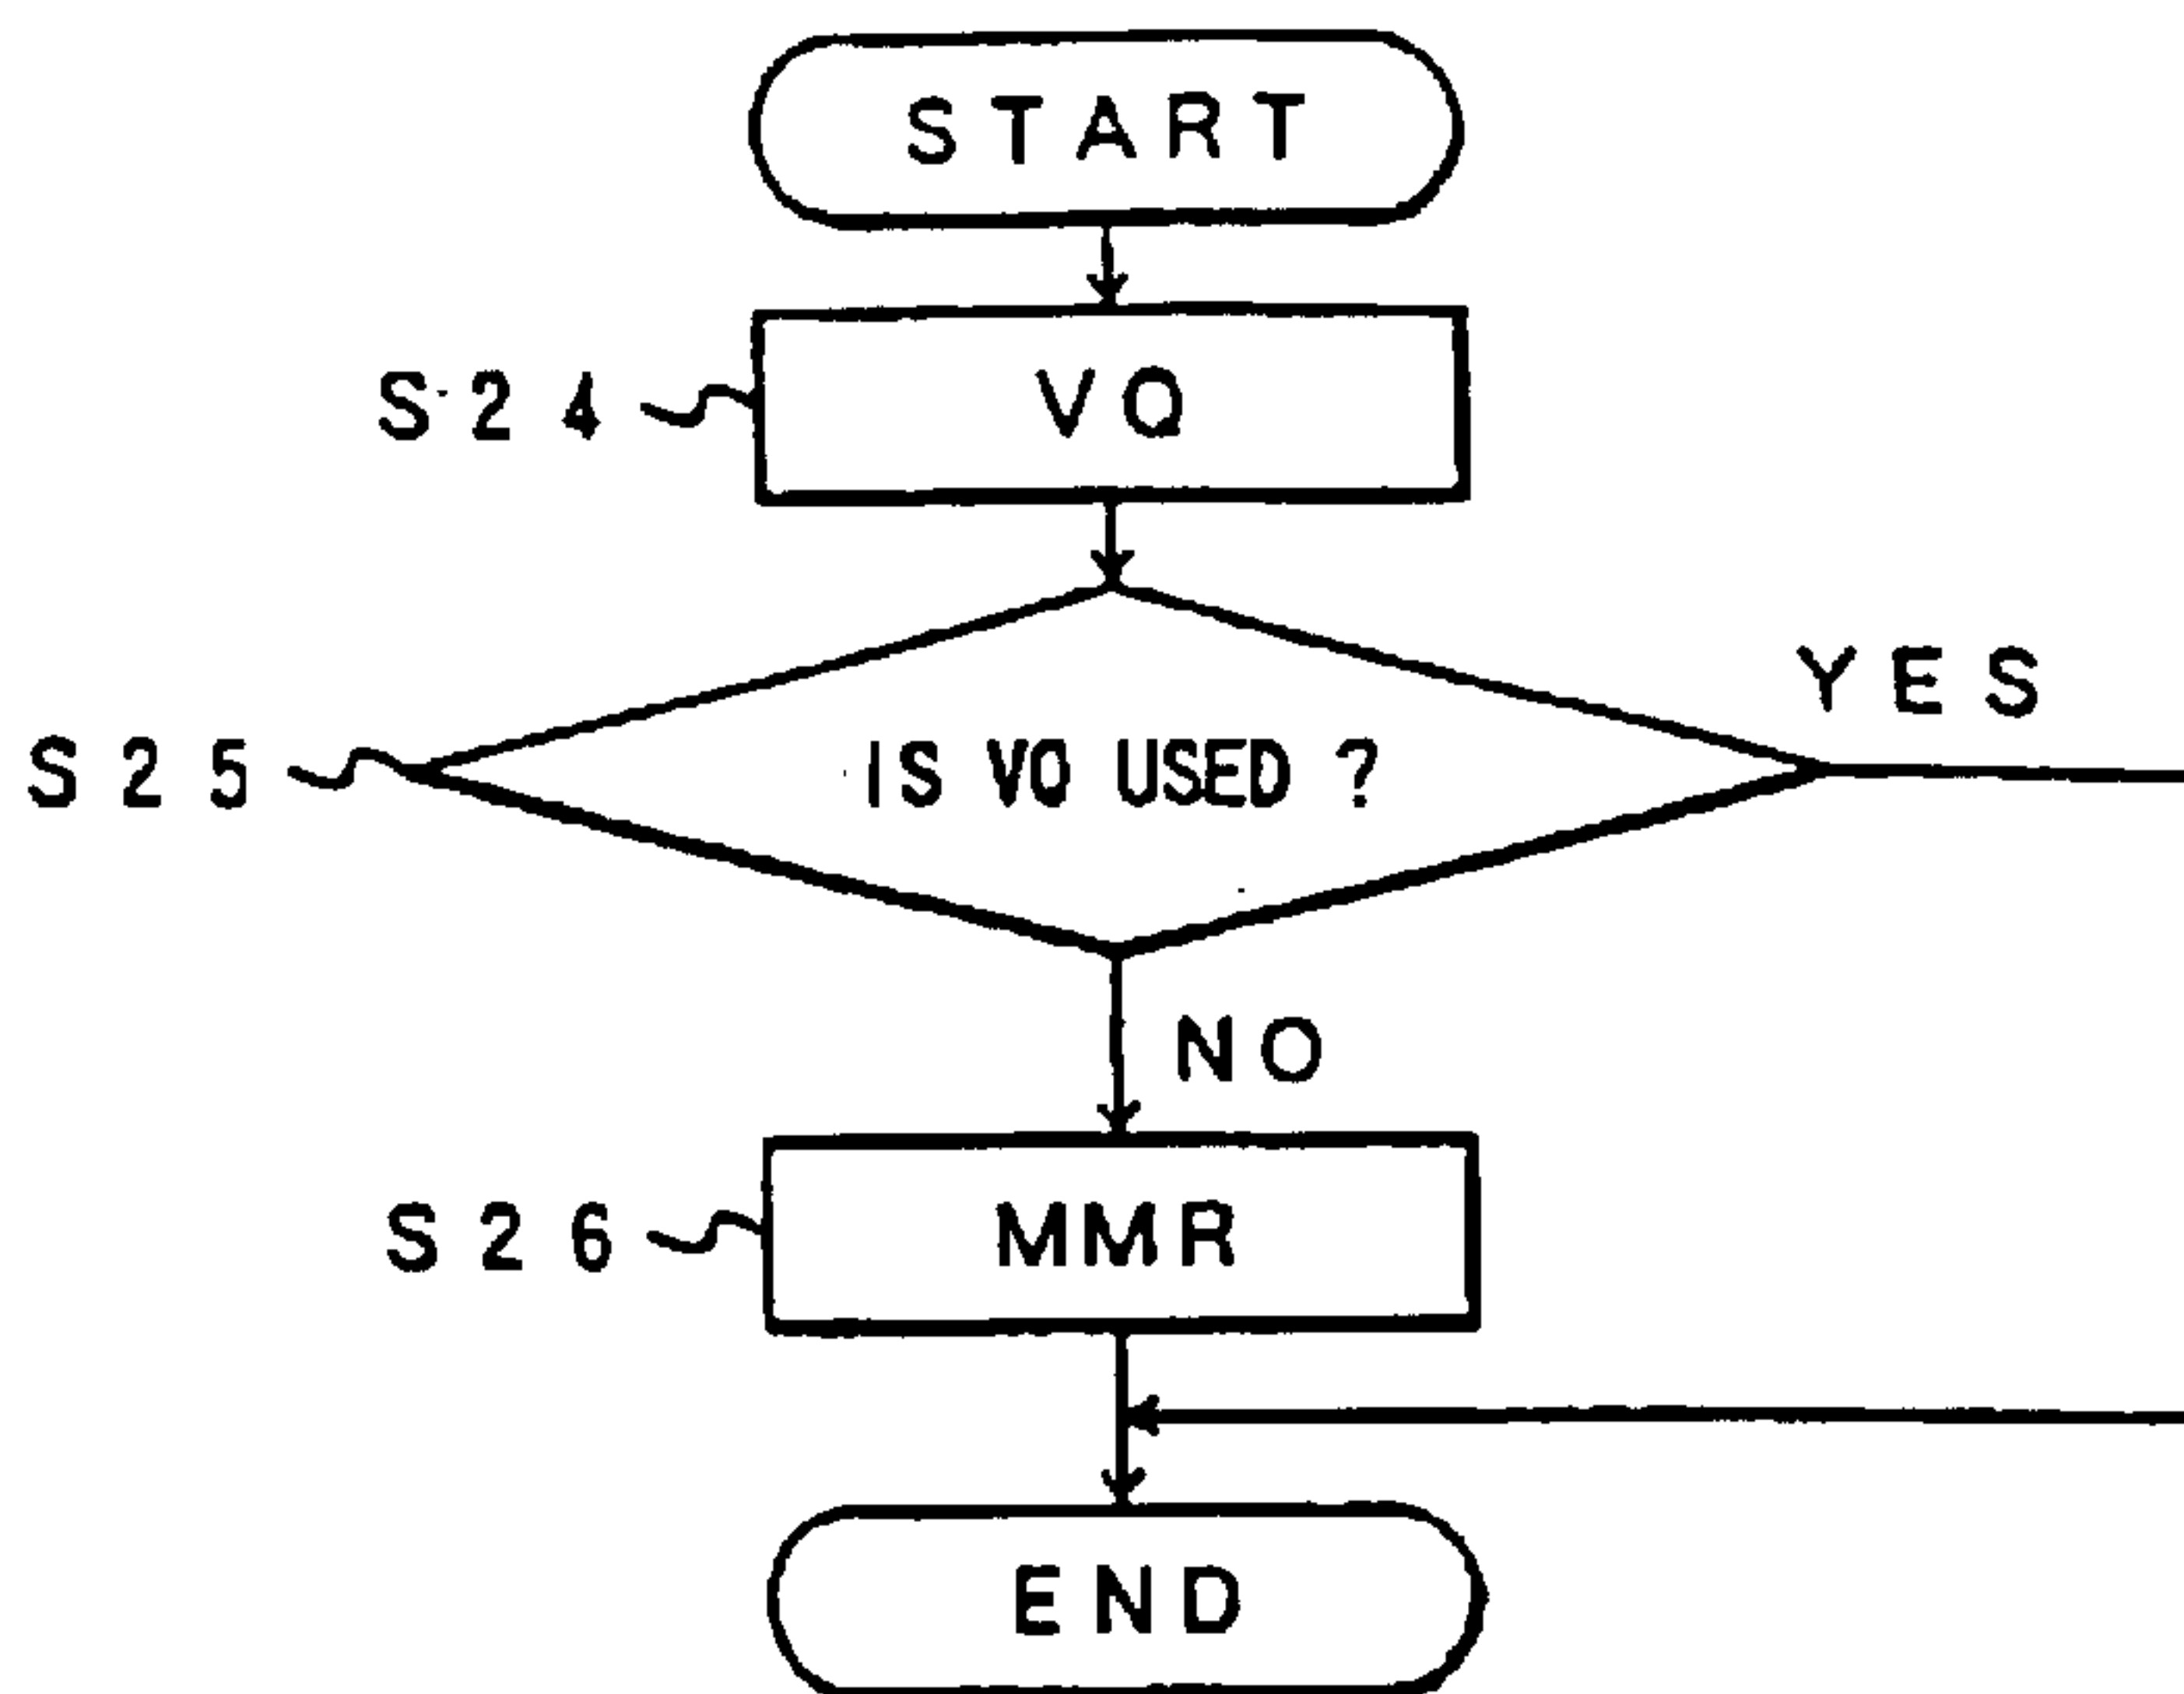 START
S24
VQ
YES
S25
IS VQ USED ?
NO
S26
MMR
END